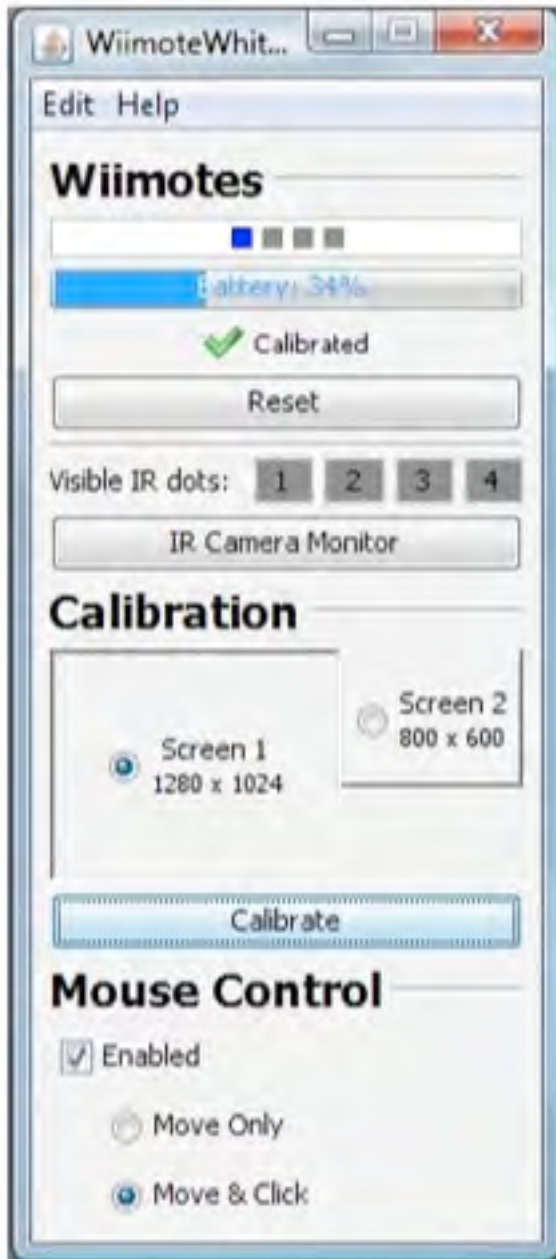 WiimoteWhit...
Edit Help
Wiimotes
Battery: 34%
Calibrated
Reset
Visible IR dots: 1 2 3 4
IR Camera Monitor
Calibration
Screen 1
1280 x 1024
Screen 2
800 x 600
Calibrate
Mouse Control
Enabled
Move Only
Move & Click